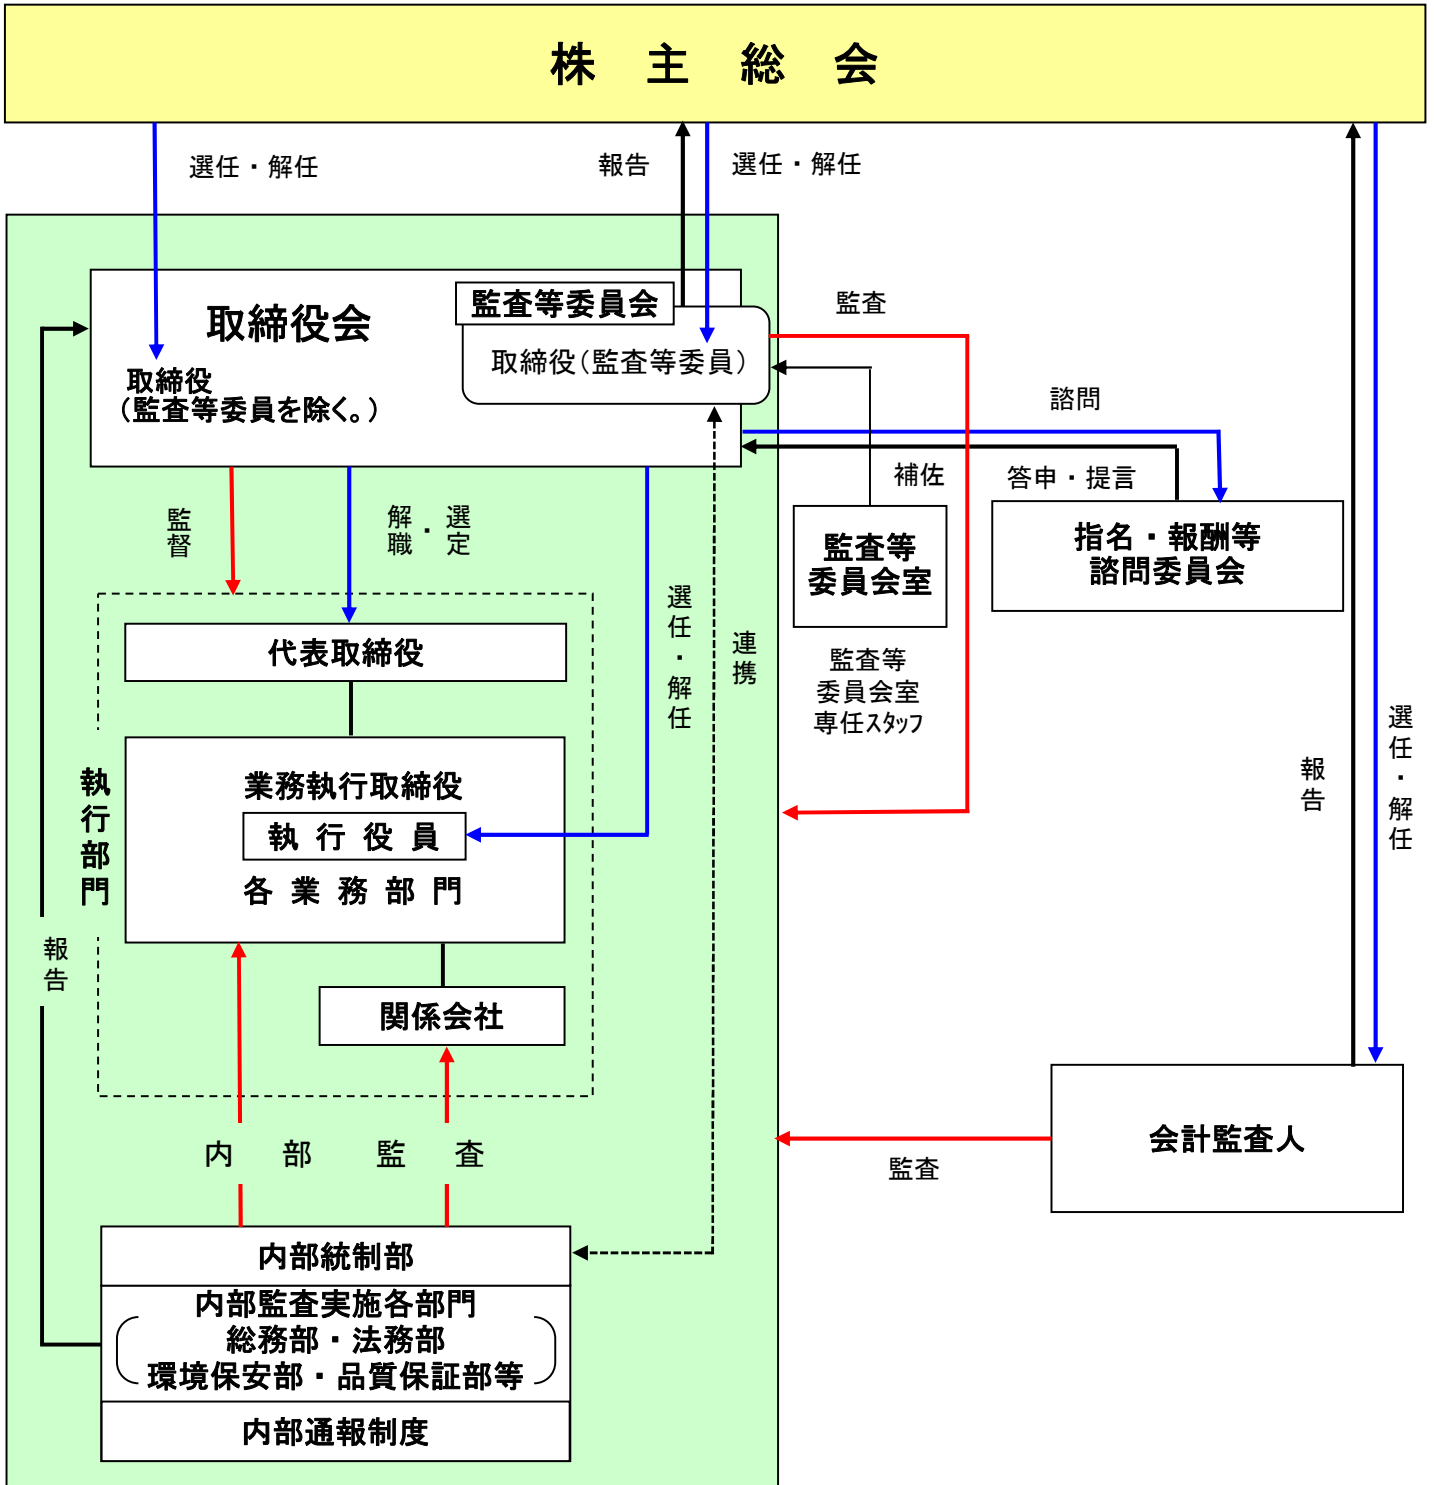 株 主 総 会
選任・解任
報告
選任・解任
監査等委員会
取締役会
監査
取締役（監査等委員）
取締役
（監査等委員を除く。）
諮問
補佐
答申・提言
監督
解職・選定
監査等
委員会室
指名・報酬等
諮問委員会
選任・解任
連携
代表取締役
監査等
委員会室
専任スタッフ
執行部門
業務執行取締役
執 行 役 員
各 業 務 部 門
報告
選任・解任
報告
関係会社
内 部 監 査
会計監査人
監査
内部統制部
内部監査実施各部門
総務部・法務部
環境保安部・品質保証部等
内部通報制度